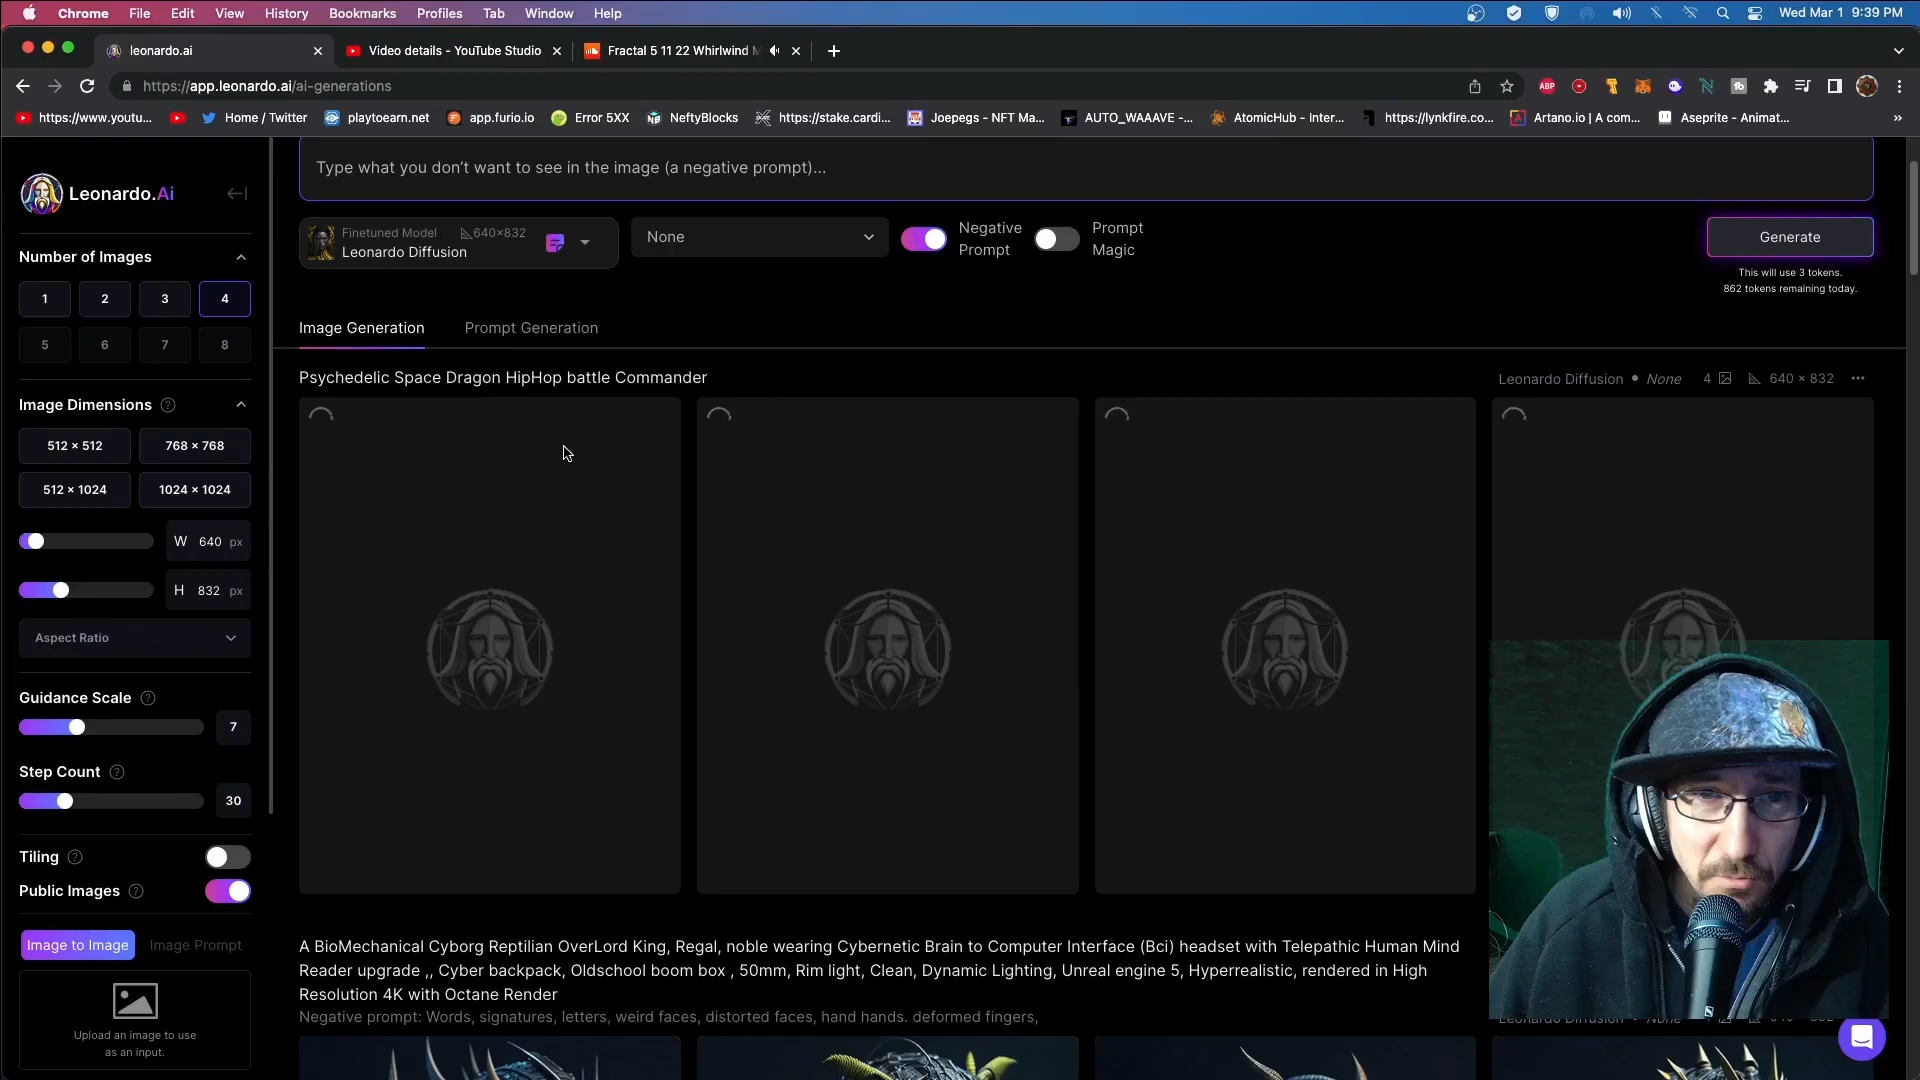 Chrome File Edit View History Bookmarks Profiles Tab Window Help Wed Mar 1 9:39 PM
leonardo.ai Video details - YouTube Studio Fractal 5 11 22 Whirlwind M
https://app.leonardo.ai/ai-generations ABP
https://www.youtu... Home / Twitter playtoearn.net app.furio.io Error 5XX NeftyBlocks https://stake.cardi... Joepegs - NFT Ma... AUTO_WAAAVE -... AtomicHub - Inter... https://lynkfire.co... Artano.io | A com... Aseprite - Animat... »
Type what you don't want to see in the image (a negative prompt)...
Leonardo.Ai
Finetuned Model 640×832
Leonardo Diffusion
None
Negative Prompt
Prompt Magic
Generate
This will use 3 tokens.
862 tokens remaining today.
Number of Images
1 2 3 4
5 6 7 8
Image Generation Prompt Generation
Psychedelic Space Dragon HipHop battle Commander
Leonardo Diffusion • None 4 640 × 832 ...
Image Dimensions ?
512 × 512 768 × 768
512 × 1024 1024 × 1024
W 640 px
H 832 px
Aspect Ratio
Guidance Scale ?
7
Step Count ?
30
Tiling ?
Public Images ?
Image to Image Image Prompt
Upload an image to use
as an input.
A BioMechanical Cyborg Reptilian OverLord King, Regal, noble wearing Cybernetic Brain to Computer Interface (Bci) headset with Telepathic Human Mind
Reader upgrade ,, Cyber backpack, Oldschool boom box , 50mm, Rim light, Clean, Dynamic Lighting, Unreal engine 5, Hyperrealistic, rendered in High
Resolution 4K with Octane Render
Negative prompt: Words, signatures, letters, weird faces, distorted faces, hand hands. deformed fingers,